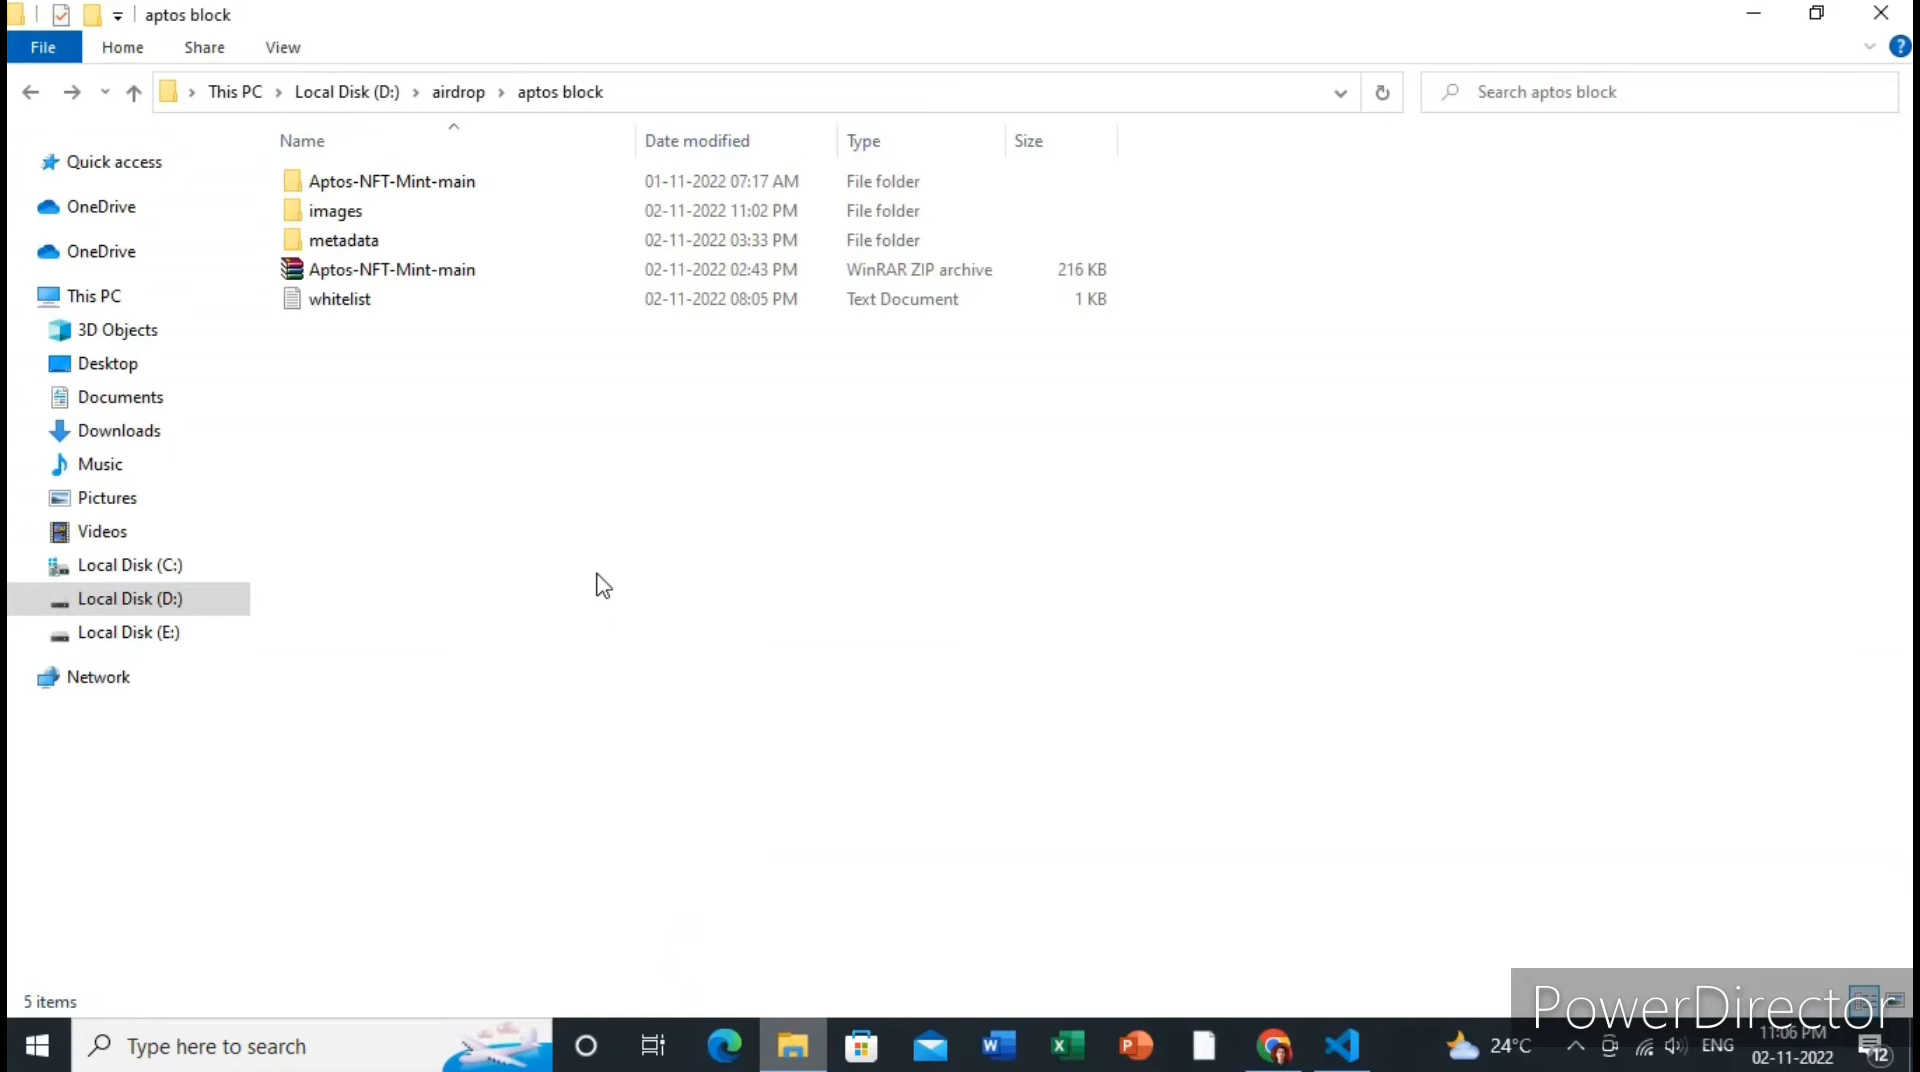 aptos block
File Home Share View
This PC Local Disk (D:) airdrop aptos block
Search aptos block
Name Date modified Type Size
Quick access
OneDrive
OneDrive
This PC
3D Objects
Desktop
Documents
Downloads
Music
Pictures
Videos
Local Disk (C:)
Local Disk (D:)
Local Disk (E:)
Network
Aptos-NFT-Mint-main 01-11-2022 07:17 AM File folder
images 02-11-2022 11:02 PM File folder
metadata 02-11-2022 03:33 PM File folder
Aptos-NFT-Mint-main 02-11-2022 02:43 PM WinRAR ZIP archive 216 KB
whitelist 02-11-2022 08:05 PM Text Document 1 KB
5 items
PowerDirector
Type here to search
24°C
ENG
11:06 PM
02-11-2022
12